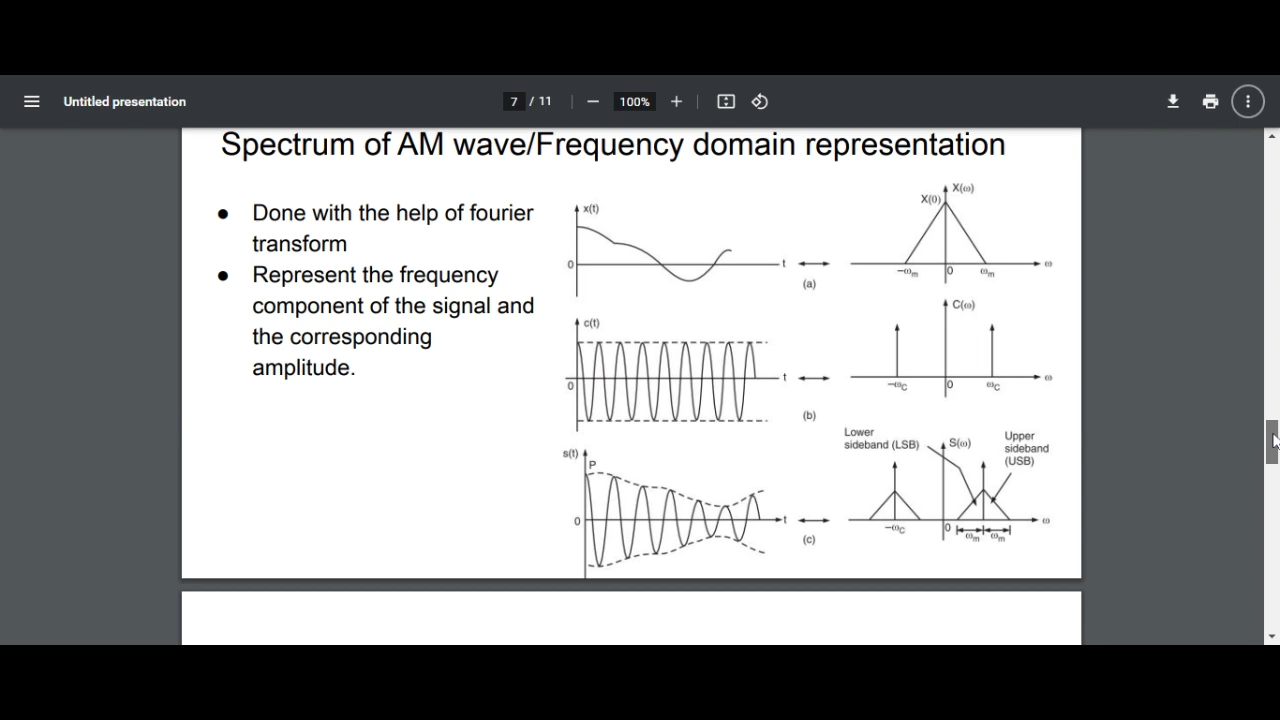 Untitled presentation
7 / 11
100%
Spectrum of AM wave/Frequency domain representation
● Done with the help of fourier
transform
● Represent the frequency
component of the signal and
the corresponding
amplitude.
x(t)
0
t
(a)
X(ω)
X(0)
−ωm
0
ωm
ω
c(t)
0
t
(b)
C(ω)
−ωC
0
ωC
ω
s(t)
P
0
t
(c)
Lower
sideband (LSB)
S(ω)
Upper
sideband
(USB)
−ωC
0
ωm
ωm
ω